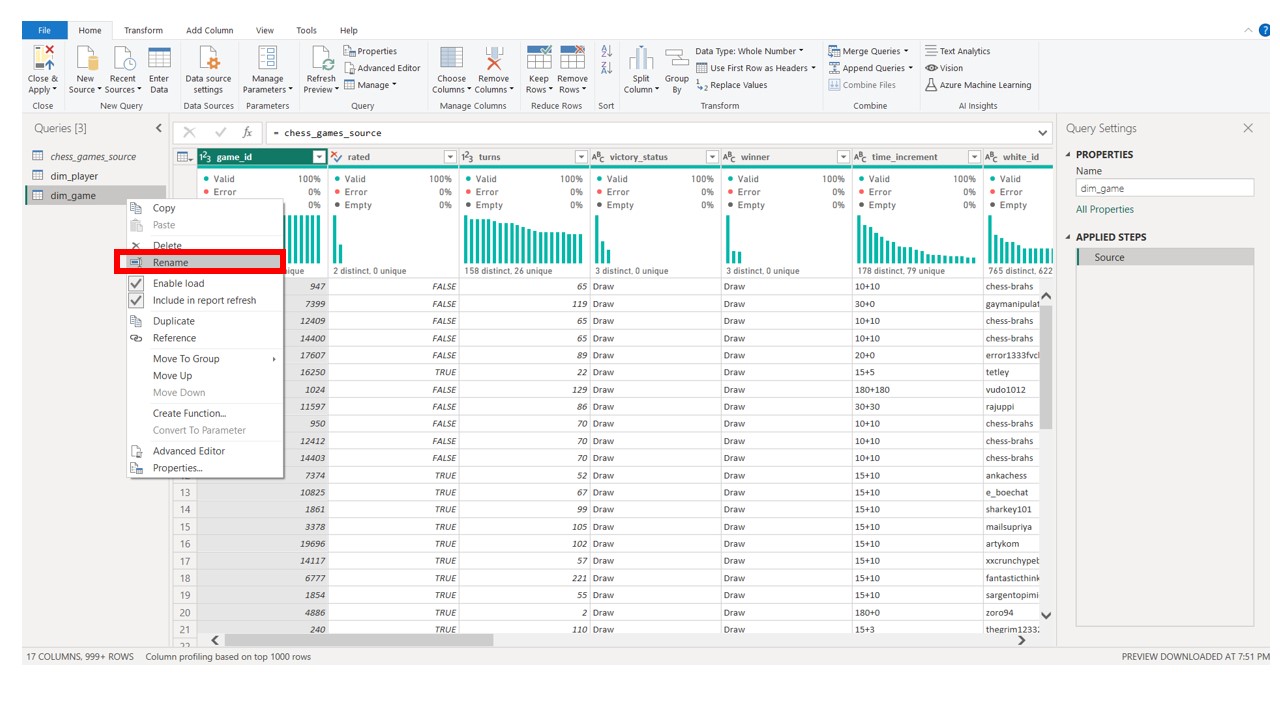 File Home Transform Add Column View Tools Help
Close & Apply
New Source
Recent Sources
Enter Data
Data source settings
Manage Parameters
Refresh Preview
Properties
Advanced Editor
Manage
Choose Columns
Remove Columns
Keep Rows
Remove Rows
Split Column
Group By
Data Type: Whole Number
Use First Row as Headers
Replace Values
Merge Queries
Append Queries
Combine Files
Text Analytics
Vision
Azure Machine Learning
Close New Query Data Sources Parameters Query Manage Columns Reduce Rows Sort Transform Combine AI Insights
Queries [3]
chess_games_source
dim_player
dim_game
Copy
Paste
Delete
Rename
Enable load
Include in report refresh
Duplicate
Reference
Move To Group
Move Up
Move Down
Create Function...
Convert To Parameter
Advanced Editor
Properties...
fx = chess_games_source
123 game_id rated 123 turns ABC victory_status ABC winner ABC time_increment ABC white_id
Valid 100% Valid 100% Valid 100% Valid 100% Valid 100% Valid 100% Valid
Error 0% Error 0% Error 0% Error 0% Error 0% Error 0% Error
0% Empty 0% Empty 0% Empty 0% Empty 0% Empty 0% Empty
nique 2 distinct, 0 unique 158 distinct, 26 unique 3 distinct, 0 unique 3 distinct, 0 unique 178 distinct, 79 unique 765 distinct, 622
947 FALSE 65 Draw Draw 10+10 chess-brahs
7399 FALSE 119 Draw Draw 30+0 gaymanipulat
12409 FALSE 65 Draw Draw 10+10 chess-brahs
14400 FALSE 65 Draw Draw 10+10 chess-brahs
17607 FALSE 89 Draw Draw 20+0 error1333fvcl
16250 TRUE 22 Draw Draw 15+5 tetley
1024 FALSE 129 Draw Draw 180+180 vudo1012
11597 FALSE 86 Draw Draw 30+30 rajuppi
950 FALSE 70 Draw Draw 10+10 chess-brahs
12412 FALSE 70 Draw Draw 10+10 chess-brahs
14403 FALSE 70 Draw Draw 10+10 chess-brahs
7374 TRUE 52 Draw Draw 15+10 ankachess
13 10825 TRUE 67 Draw Draw 15+10 e_boechat
14 1861 TRUE 99 Draw Draw 15+10 sharkey101
15 3378 TRUE 105 Draw Draw 15+10 mailsupriya
16 19696 TRUE 102 Draw Draw 15+10 artykom
17 14117 TRUE 57 Draw Draw 15+10 xxcrunchypeb
18 6777 TRUE 221 Draw Draw 15+10 fantasticthink
19 1854 TRUE 55 Draw Draw 15+10 sargentopimi
20 4886 TRUE 2 Draw Draw 180+0 zoro94
21 240 TRUE 110 Draw Draw 15+3 thegrim1233
22
Query Settings
PROPERTIES
Name
dim_game
All Properties
APPLIED STEPS
Source
17 COLUMNS, 999+ ROWS Column profiling based on top 1000 rows PREVIEW DOWNLOADED AT 7:51 PM